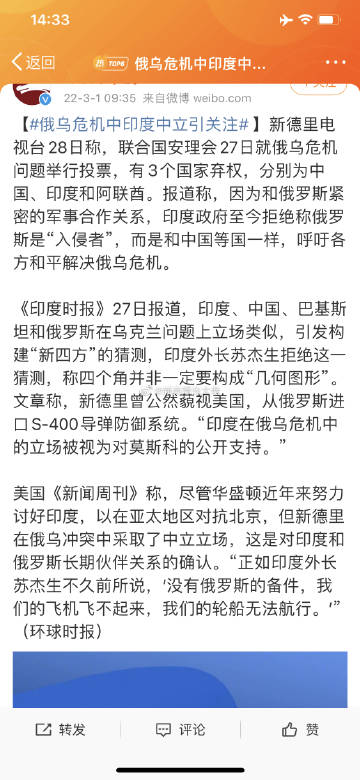 14:33
返回
热 TOP6 俄乌危机中印度中...
22-3-1 09:35 来自微博 weibo.com
【#俄乌危机中印度中立引关注# 】新德里电
视台28日称，联合国安理会27日就俄乌危机
问题举行投票，有3个国家弃权，分别为中
国、印度和阿联酋。报道称，因为和俄罗斯紧
密的军事合作关系，印度政府至今拒绝称俄罗
斯是“入侵者”，而是和中国等国一样，呼吁各
方和平解决俄乌危机。
《印度时报》27日报道，印度、中国、巴基斯
坦和俄罗斯在乌克兰问题上立场类似，引发构
建“新四方”的猜测，印度外长苏杰生拒绝这一
猜测，称四个角并非一定要构成“几何图形”。
文章称，新德里曾公然藐视美国，从俄罗斯进
口S-400导弹防御系统。“印度在俄乌危机中
的立场被视为对莫斯科的公开支持。”
美国《新闻周刊》称，尽管华盛顿近年来努力
讨好印度，以在亚太地区对抗北京，但新德里
在俄乌冲突中采取了中立立场，这是对印度和
俄罗斯长期伙伴关系的确认。“正如印度外长
苏杰生不久前所说，‘没有俄罗斯的备件，我
们的飞机飞不起来，我们的轮船无法航行。’”
（环球时报）
转发
评论
赞